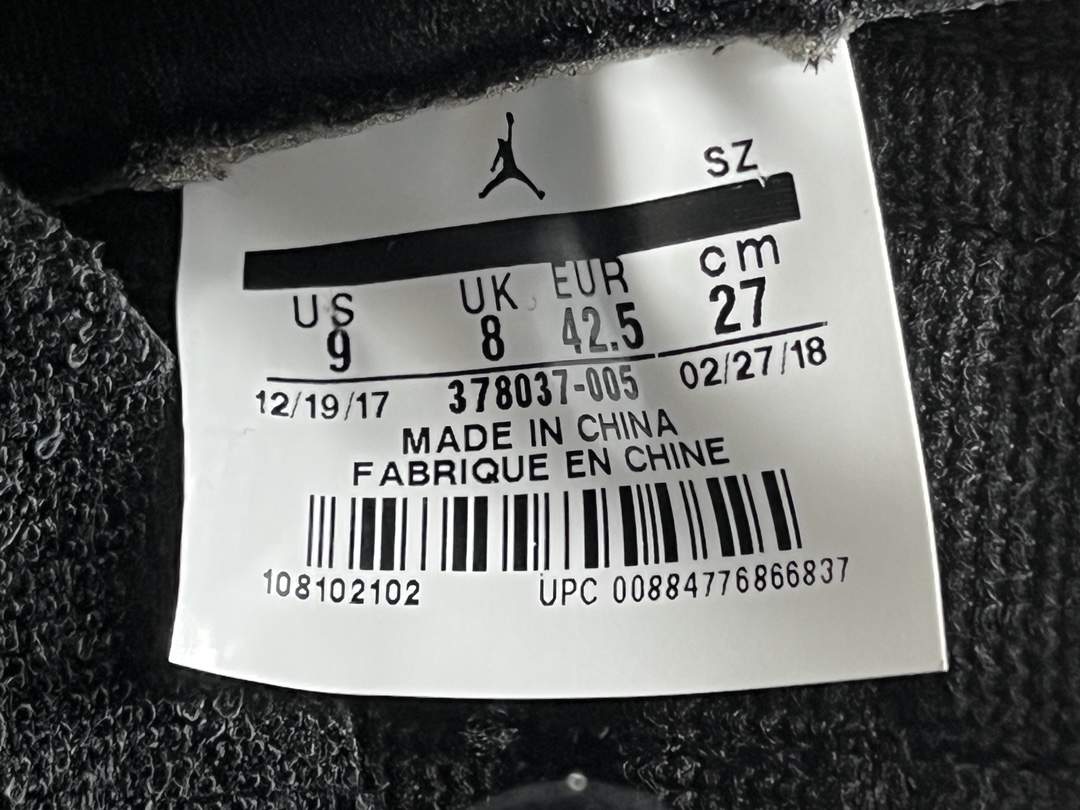 SZ
US UK EUR cm
9 8 42.5 27
12/19/17 378037-005 02/27/18
MADE IN CHINA
FABRIQUE EN CHINE
108102102 UPC 00884776866837